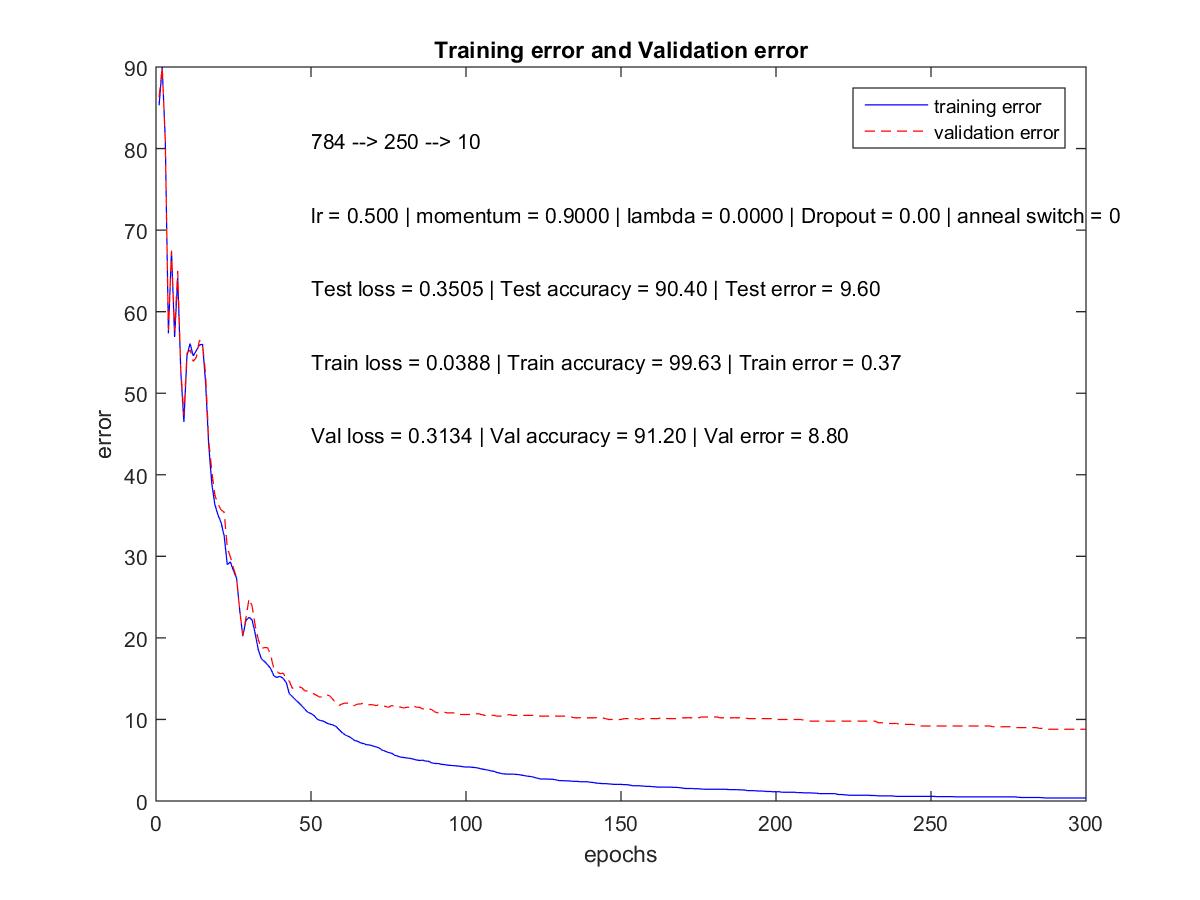 Training error and Validation error
training error
validation error
784 --> 250 --> 10
lr = 0.500 | momentum = 0.9000 | lambda = 0.0000 | Dropout = 0.00 | anneal switch = 0
Test loss = 0.3505 | Test accuracy = 90.40 | Test error = 9.60
Train loss = 0.0388 | Train accuracy = 99.63 | Train error = 0.37
Val loss = 0.3134 | Val accuracy = 91.20 | Val error = 8.80
error
90
80
70
60
50
40
30
20
10
0
0 50 100 150 200 250 300
epochs